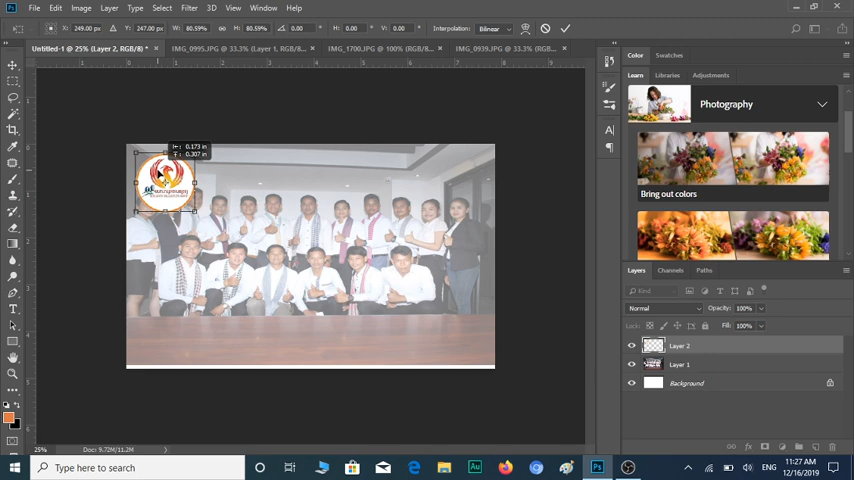 Ps File Edit Image Layer Type Select Filter 3D View Window Help
X: 249.00 px Y: 247.00 px W: 80.59% H: 80.59% 0.00 H: 0.00 V: 0.00 Interpolation: Bilinear
Untitled-1 @ 25% (Layer 2, RGB/8) * × IMG_0995.JPG @ 33.3% (Layer 1, RGB/8... × IMG_1700.JPG @ 100% (RGB/8... × IMG_0939.JPG @ 33.3% (RGB/8... ×
Color Swatches
Learn Libraries Adjustments
Photography
Bring out colors
0.173 in
0.307 in
Layers Channels Paths
Kind
Normal Opacity: 100%
Lock: Fill: 100%
Layer 2
Layer 1
Background
25% Doc: 9.72M/11.2M
Type here to search
Au
Ps
ENG
11:27 AM
12/16/2019